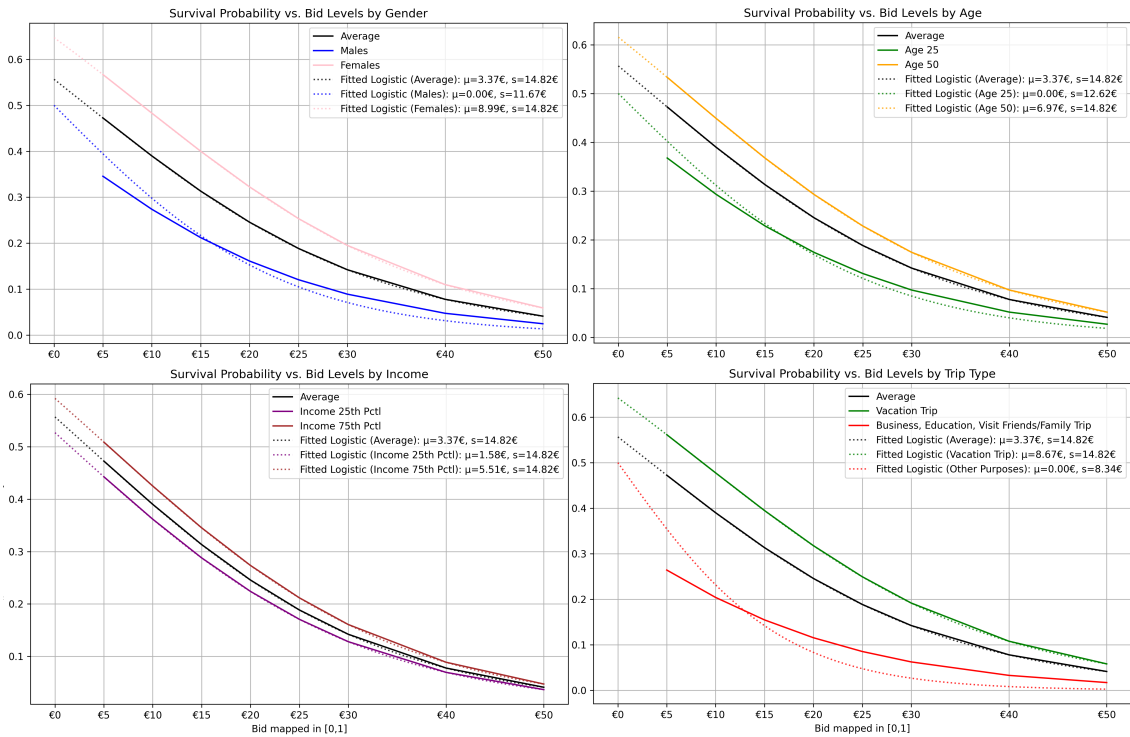 Survival Probability vs. Bid Levels by Gender
0.6
0.5
0.4
0.3
0.2
0.1
0.0
€0 €5 €10 €15 €20 €25 €30 €40 €50
Average
Males
Females
Fitted Logistic (Average): μ=3.37€, s=14.82€
Fitted Logistic (Males): μ=0.00€, s=11.67€
Fitted Logistic (Females): μ=8.99€, s=14.82€
Survival Probability vs. Bid Levels by Age
0.6
0.5
0.4
0.3
0.2
0.1
0.0
€0 €5 €10 €15 €20 €25 €30 €40 €50
Average
Age 25
Age 50
Fitted Logistic (Average): μ=3.37€, s=14.82€
Fitted Logistic (Age 25): μ=0.00€, s=12.62€
Fitted Logistic (Age 50): μ=6.97€, s=14.82€
Survival Probability vs. Bid Levels by Income
0.6
0.5
0.4
0.3
0.2
0.1
€0 €5 €10 €15 €20 €25 €30 €40 €50
Bid mapped in [0,1]
Average
Income 25th Pctl
Income 75th Pctl
Fitted Logistic (Average): μ=3.37€, s=14.82€
Fitted Logistic (Income 25th Pctl): μ=1.58€, s=14.82€
Fitted Logistic (Income 75th Pctl): μ=5.51€, s=14.82€
Survival Probability vs. Bid Levels by Trip Type
0.6
0.5
0.4
0.3
0.2
0.1
0.0
€0 €5 €10 €15 €20 €25 €30 €40 €50
Bid mapped in [0,1]
Average
Vacation Trip
Business, Education, Visit Friends/Family Trip
Fitted Logistic (Average): μ=3.37€, s=14.82€
Fitted Logistic (Vacation Trip): μ=8.67€, s=14.82€
Fitted Logistic (Other Purposes): μ=0.00€, s=8.34€